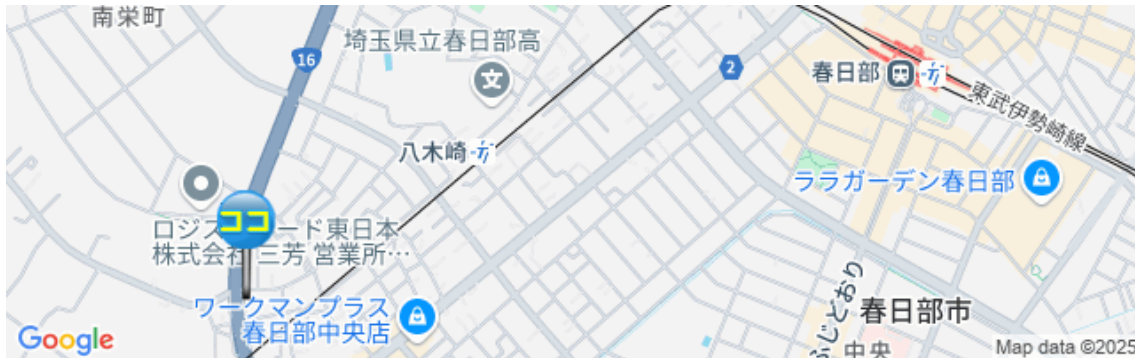 南栄町
16
埼玉県立春日部高
2
春日部
東武伊勢崎線
八木崎
ララガーデン春日部
ココ
ロジス
ード東日本
株式会社 三芳 営業所…
ワークマンプラス
春日部中央店
ふじどおり
春日部市
中央
Google
Map data ©2025